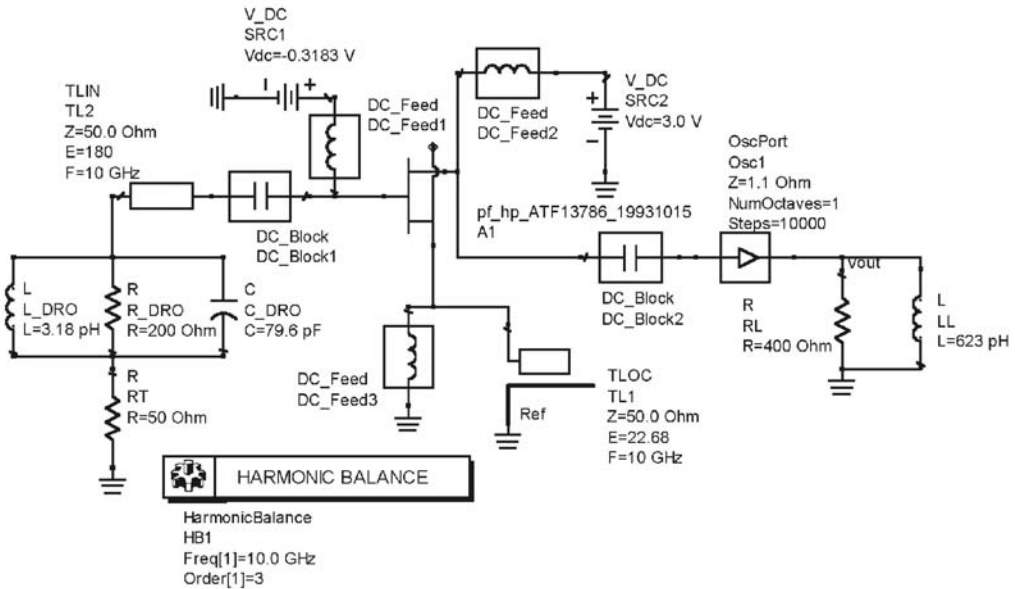 V_DC
SRC1
Vdc=-0.3183 V
TLIN
TL2
Z=50.0 Ohm
E=180
F=10 GHz
DC_Feed
DC_Feed1
DC_Feed
DC_Feed2
V_DC
SRC2
Vdc=3.0 V
OscPort
Osc1
Z=1.1 Ohm
NumOctaves=1
Steps=10000
pf_hp_ATF13786_19931015
A1
DC_Block
DC_Block1
DC_Block
DC_Block2
Vout
L
L_DRO
L=3.18 pH
R
R_DRO
R=200 Ohm
C
C_DRO
C=79.6 pF
R
RL
R=400 Ohm
L
LL
L=623 pH
R
RT
R=50 Ohm
DC_Feed
DC_Feed3
Ref
TLOC
TL1
Z=50.0 Ohm
E=22.68
F=10 GHz
HARMONIC BALANCE
HarmonicBalance
HB1
Freq[1]=10.0 GHz
Order[1]=3